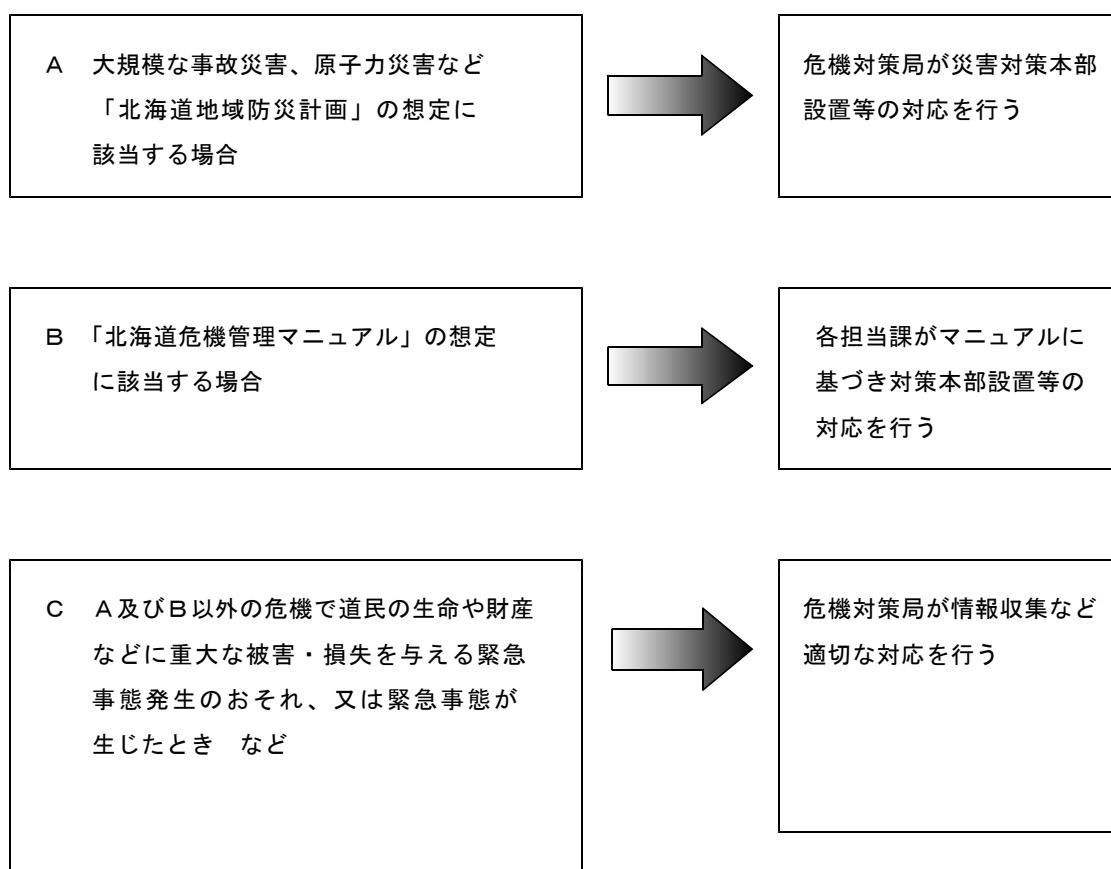 A 大規模な事故災害、原子力災害など
「北海道地域防災計画」の想定に
該当する場合
危機対策局が災害対策本部
設置等の対応を行う
B 「北海道危機管理マニュアル」の想定
に該当する場合
各担当課がマニュアルに
基づき対策本部設置等の
対応を行う
C A及びB以外の危機で道民の生命や財産
などに重大な被害・損失を与える緊急
事態発生のおそれ、又は緊急事態が
生じたとき など
危機対策局が情報収集など
適切な対応を行う